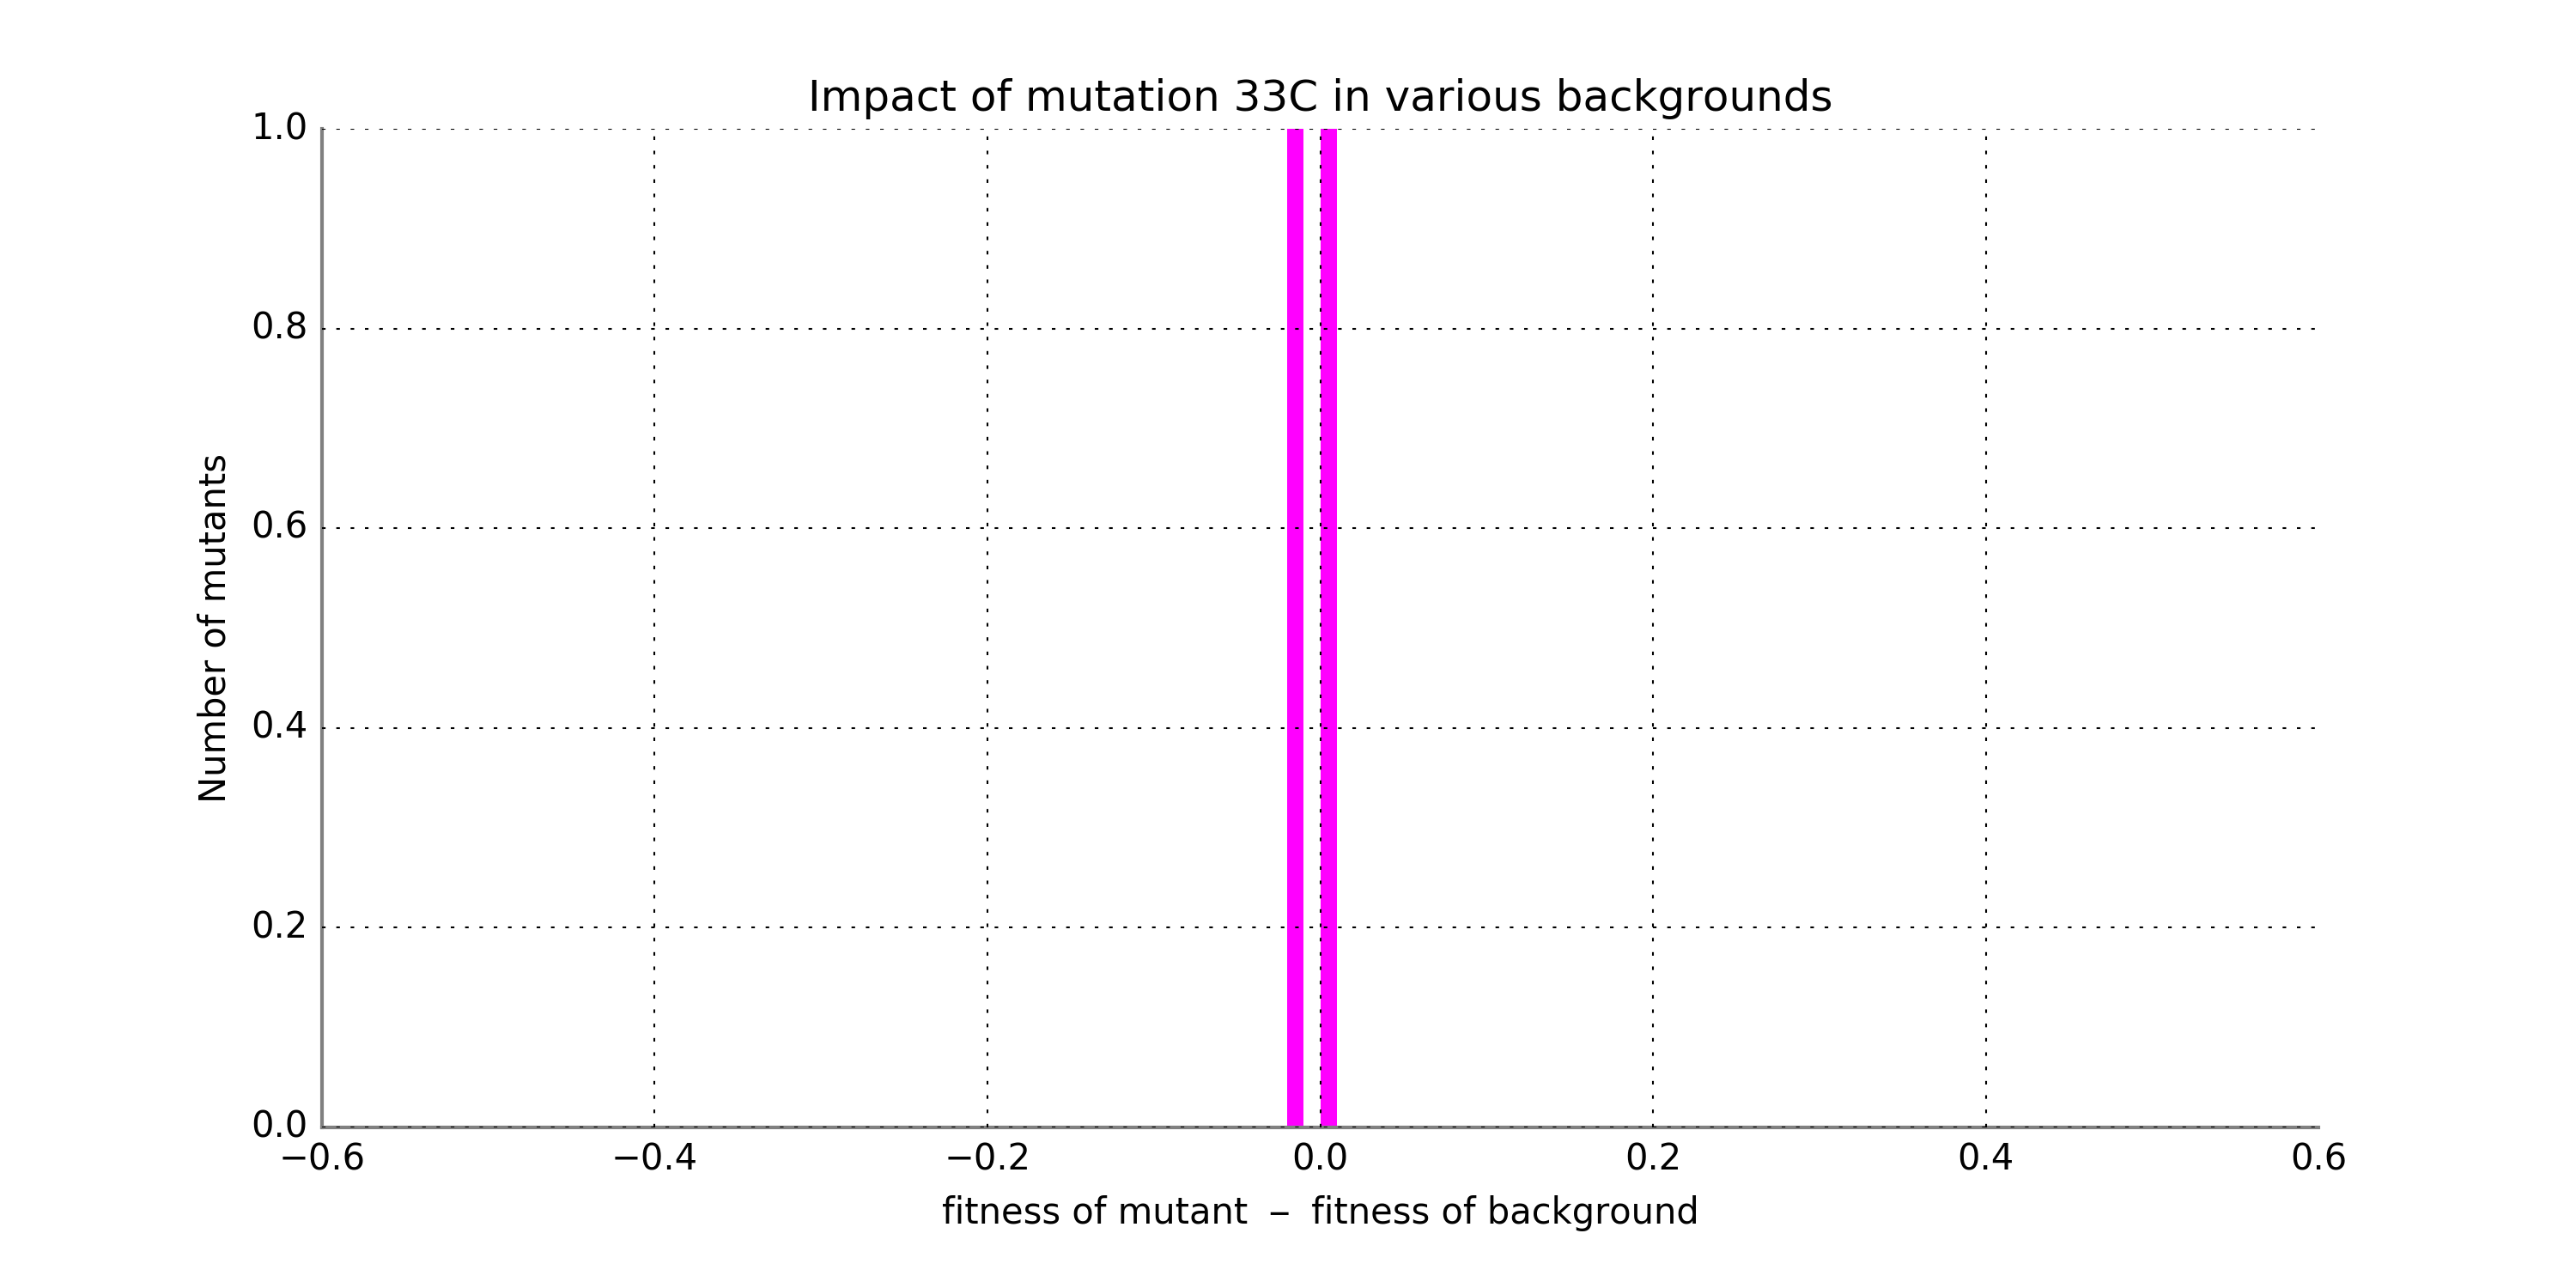 Impact of mutation 33C in various backgrounds
1.0
0.8
0.6
0.4
0.2
0.0
Number of mutants
−0.6 −0.4 −0.2 0.0 0.2 0.4 0.6
fitness of mutant − fitness of background